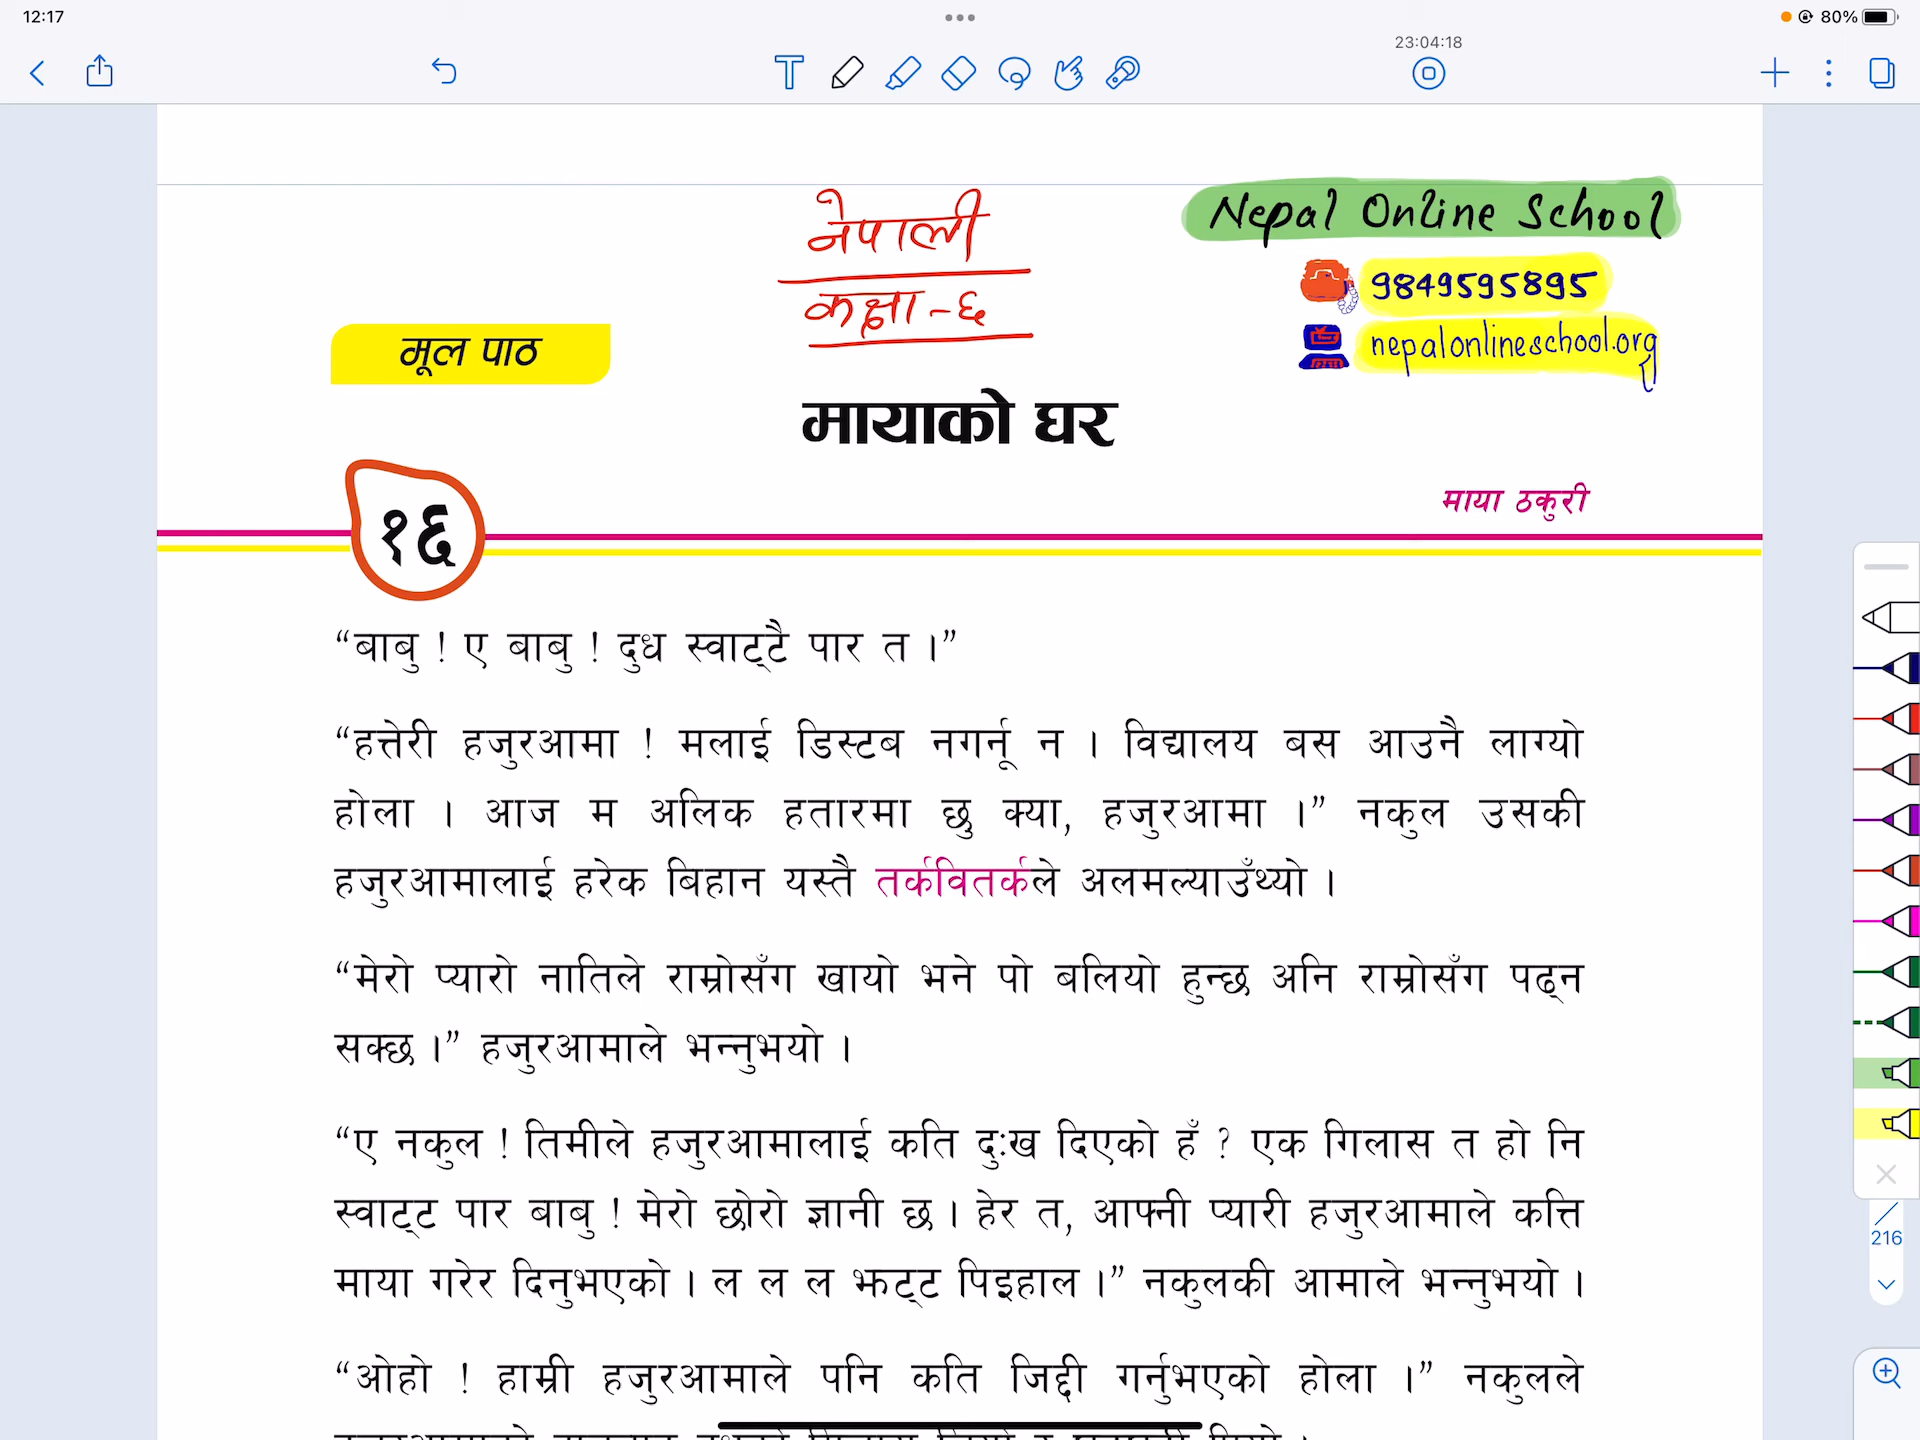 12:17
80%
23:04:18
नेपाली
कक्षा-६
Nepal Online School
9849595895
nepalonlineschool.org
मूल पाठ
मायाको घर
माया ठकुरी
१६
“बाबु ! ए बाबु ! दुध स्वाट्टै पार त ।”
“हत्तेरी हजुरआमा ! मलाई डिस्टब नगर्नू न । विद्यालय बस आउनै लाग्यो
होला । आज म अलिक हतारमा छु क्या, हजुरआमा ।” नकुल उसकी
हजुरआमालाई हरेक बिहान यस्तै तर्कवितर्कले अलमल्याउँथ्यो ।
“मेरो प्यारो नातिले राम्रोसँग खायो भने पो बलियो हुन्छ अनि राम्रोसँग पढ्न
सक्छ ।” हजुरआमाले भन्नुभयो ।
“ए नकुल ! तिमीले हजुरआमालाई कति दुःख दिएको हँ ? एक गिलास त हो नि
स्वाट्ट पार बाबु ! मेरो छोरो ज्ञानी छ । हेर त, आफ्नी प्यारी हजुरआमाले कत्ति
माया गरेर दिनुभएको । ल ल ल झट्ट पिइहाल ।” नकुलकी आमाले भन्नुभयो ।
“ओहो ! हाम्री हजुरआमाले पनि कति जिद्दी गर्नुभएको होला ।” नकुलले
216